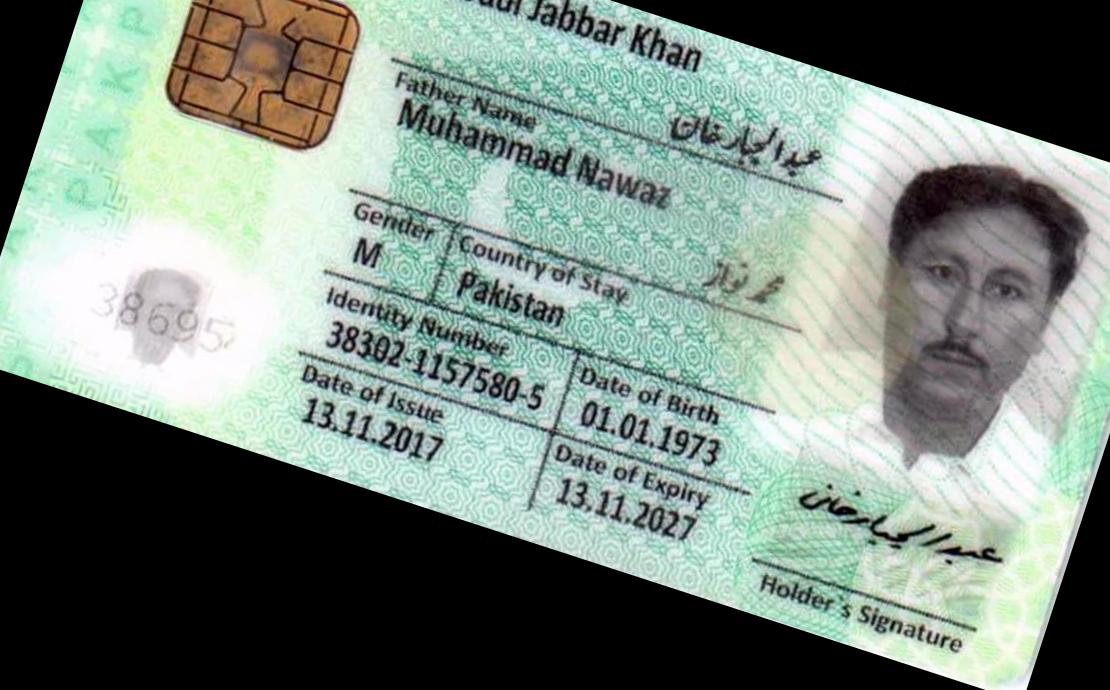 Jabbar Khan
عبدالجبار خان
Father Name
Muhammad Nawaz
محمد نواز
Gender
Country of Stay
M
Pakistan
Identity Number
Date of Birth
38302-1157580-5
01.01.1973
Date of Issue
Date of Expiry
13.11.2017
13.11.2027
38695
عبدالجبار خان
Holder`s Signature